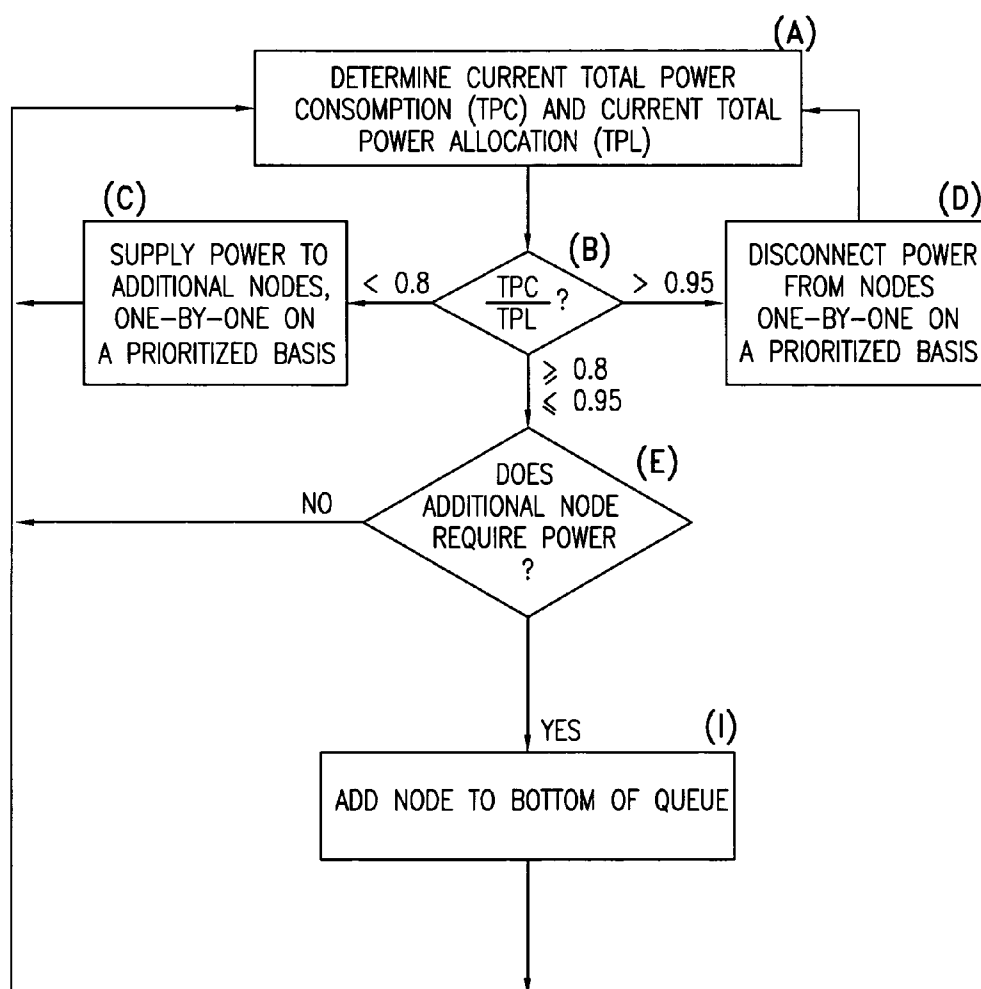 (A)
DETERMINE CURRENT TOTAL POWER
CONSOMPTION (TPC) AND CURRENT TOTAL
POWER ALLOCATION (TPL)
(C)
SUPPLY POWER TO
ADDITIONAL NODES,
ONE-BY-ONE ON
A PRIORITIZED BASIS
< 0.8
(B)
TPC
TPL
?
> 0.95
(D)
DISCONNECT POWER
FROM NODES
ONE-BY-ONE ON
A PRIORITIZED BASIS
⩾ 0.8
⩽ 0.95
(E)
DOES
ADDITIONAL NODE
REQUIRE POWER
?
NO
YES
(I)
ADD NODE TO BOTTOM OF QUEUE